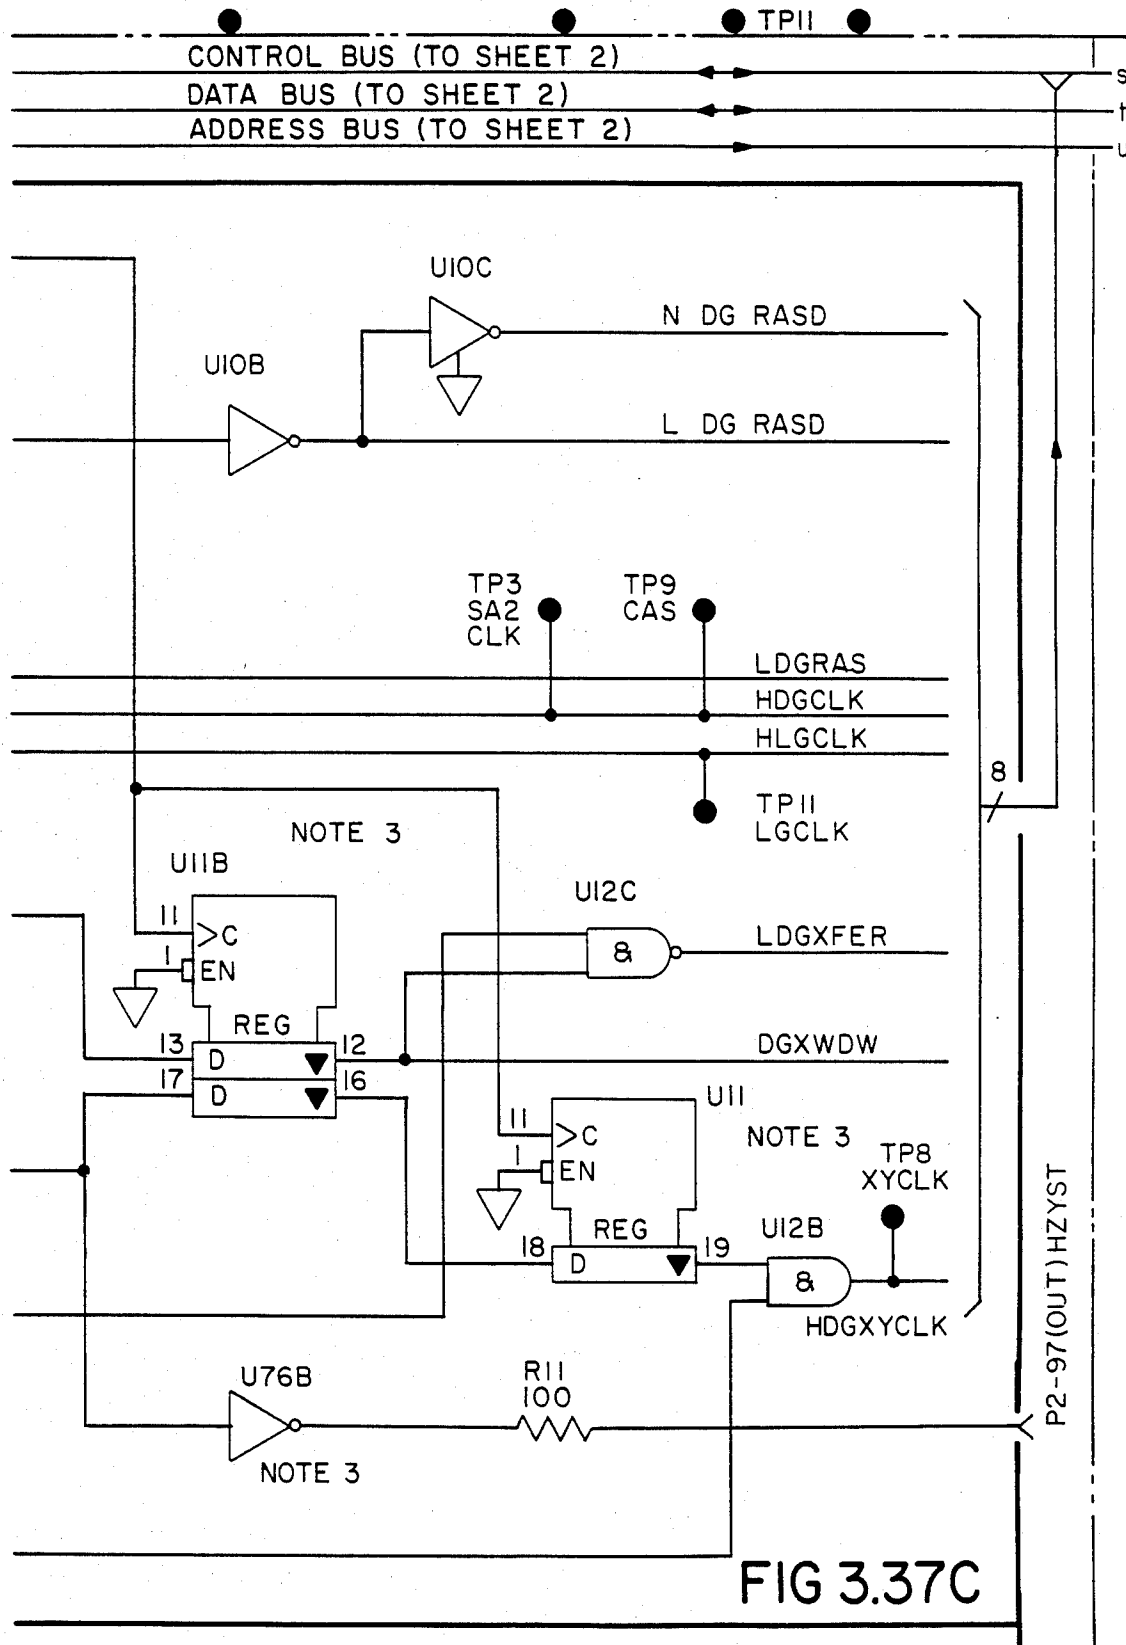 TP11
CONTROL BUS (TO SHEET 2)
s
DATA BUS (TO SHEET 2)
t
ADDRESS BUS (TO SHEET 2)
u
U10C
N DG RASD
U10B
L DG RASD
TP3
SA2
CLK
TP9
CAS
LDGRAS
HDGCLK
HLGCLK
8
TP11
LGCLK
NOTE 3
U11B
U12C
11
>C
&
LDGXFER
1
EN
REG
13
D
12
DGXWDW
17
D
16
U11
11
>C
NOTE 3
1
EN
TP8
XYCLK
REG
U12B
18
D
19
&
HDGXYCLK
P2-97(OUT)HZYST
U76B
R11
100
NOTE 3
FIG 3.37C